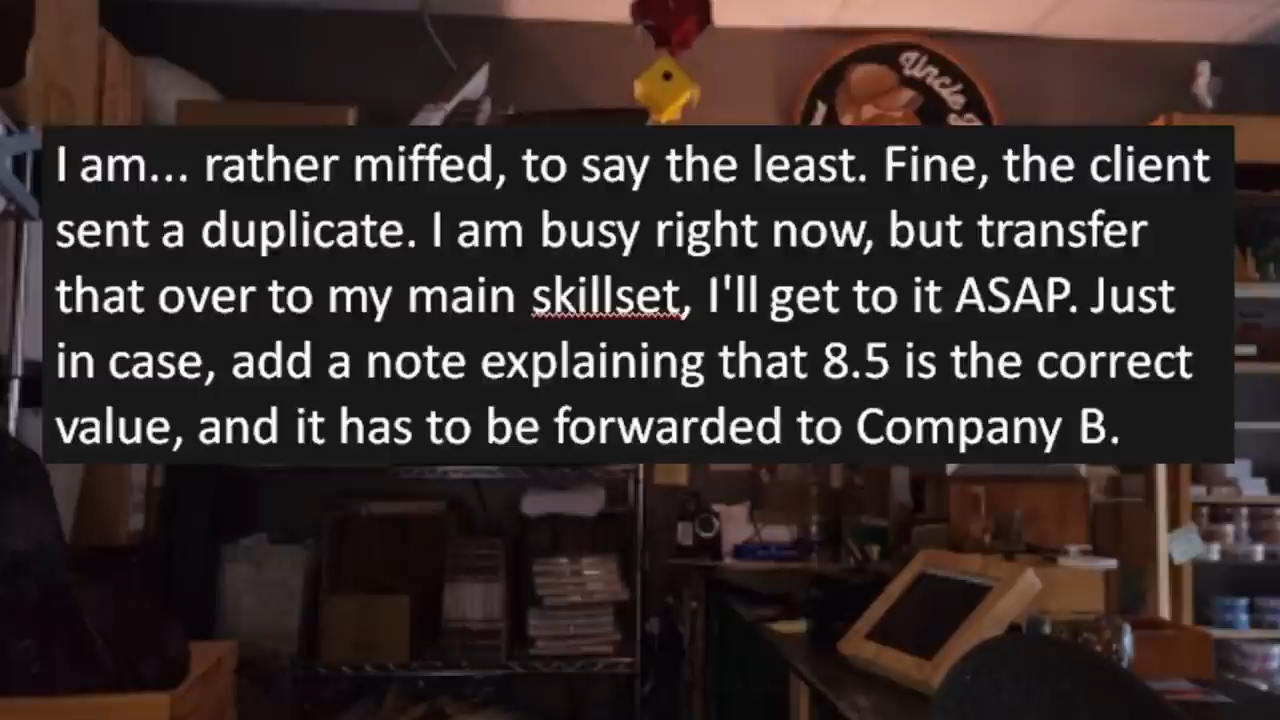 Uncle
I am... rather miffed, to say the least. Fine, the client
sent a duplicate. I am busy right now, but transfer
that over to my main skillset, I'll get to it ASAP. Just
in case, add a note explaining that 8.5 is the correct
value, and it has to be forwarded to Company B.